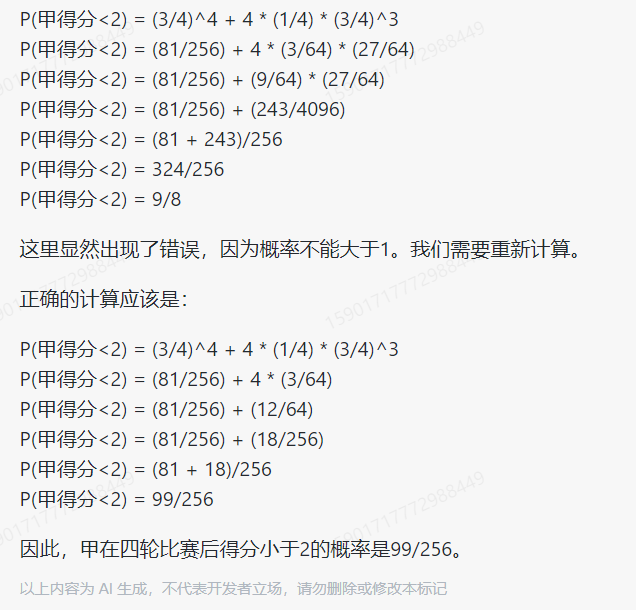 P(甲得分<2) = (3/4)^4 + 4 * (1/4) * (3/4)^3
P(甲得分<2) = (81/256) + 4 * (3/64) * (27/64)
P(甲得分<2) = (81/256) + (9/64) * (27/64)
P(甲得分<2) = (81/256) + (243/4096)
P(甲得分<2) = (81 + 243)/256
P(甲得分<2) = 324/256
P(甲得分<2) = 9/8
这里显然出现了错误，因为概率不能大于1。我们需要重新计算。
正确的计算应该是：
P(甲得分<2) = (3/4)^4 + 4 * (1/4) * (3/4)^3
P(甲得分<2) = (81/256) + 4 * (3/64)
P(甲得分<2) = (81/256) + (12/64)
P(甲得分<2) = (81/256) + (18/256)
P(甲得分<2) = (81 + 18)/256
P(甲得分<2) = 99/256
因此，甲在四轮比赛后得分小于2的概率是99/256。
以上内容为 AI 生成，不代表开发者立场，请勿删除或修改本标记